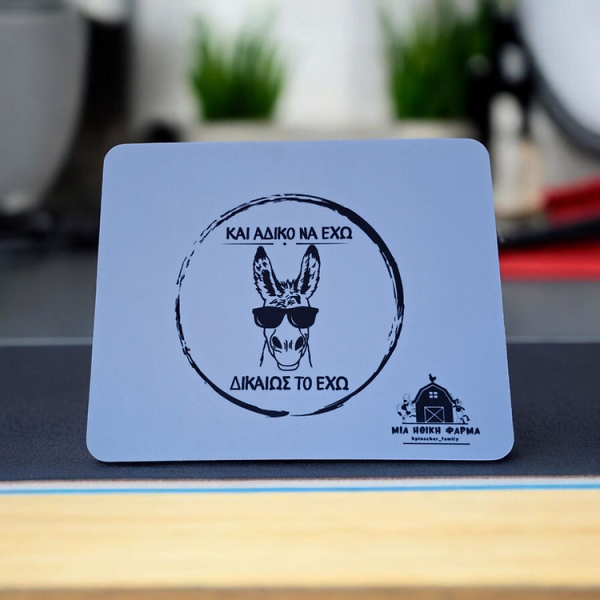 ΚΑΙ ΑΔΙΚΟ ΝΑ ΕΧΩ
ΔΙΚΑΙΩΣ ΤΟ ΕΧΩ
ΜΙΑ ΗΘΙΚΗ ΦΑΡΜΑ